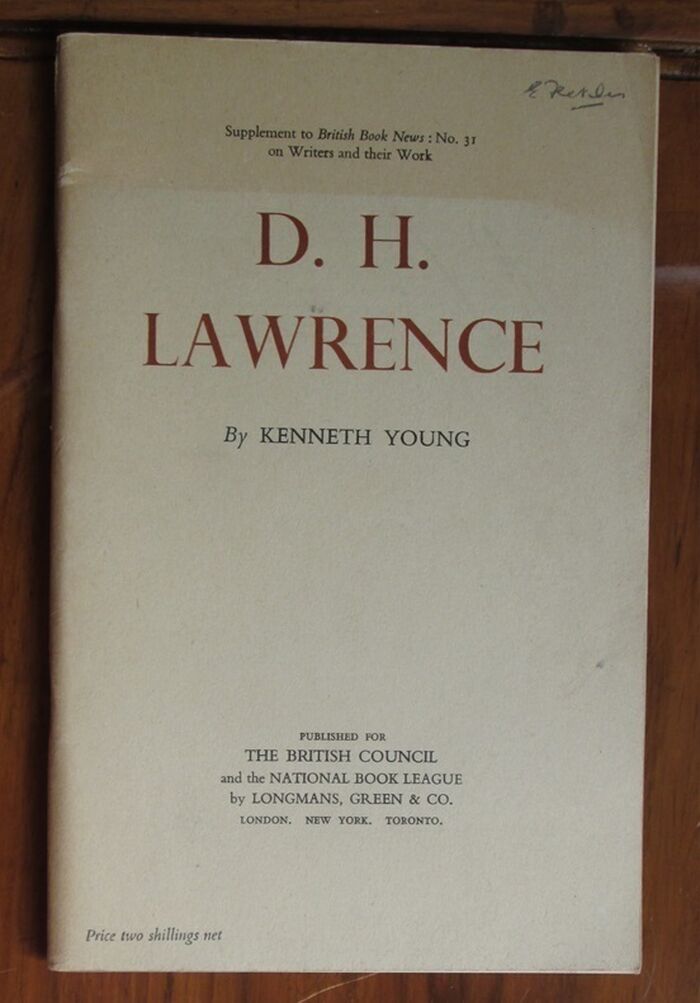 Supplement to British Book News : No. 31
on Writers and their Work
D. H.
LAWRENCE
By KENNETH YOUNG
PUBLISHED FOR
THE BRITISH COUNCIL
and the NATIONAL BOOK LEAGUE
by LONGMANS, GREEN & CO.
LONDON. NEW YORK. TORONTO.
Price two shillings net